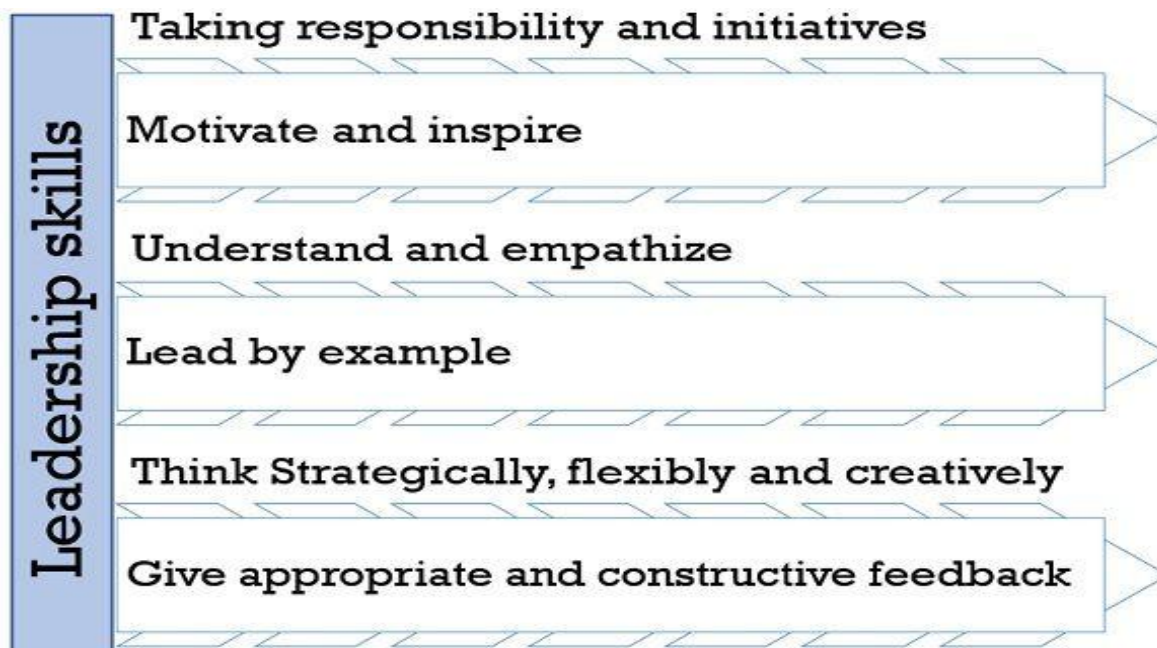 Leadership skills
Taking responsibility and initiatives
Motivate and inspire
Understand and empathize
Lead by example
Think Strategically, flexibly and creatively
Give appropriate and constructive feedback